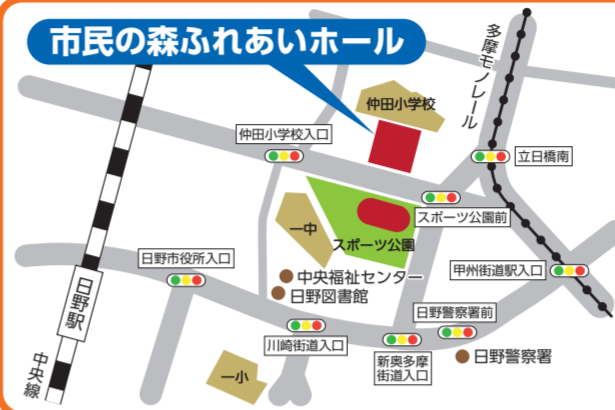 市民の森ふれあいホール
多摩モノレール
仲田小学校
仲田小学校入口
立日橋南
スポーツ公園前
一中
スポーツ公園
日野市役所入口
中央福祉センター
日野図書館
甲州街道駅入口
日野警察署前
日野駅
川崎街道入口
新奥多摩
街道入口
日野警察署
中央線
一小